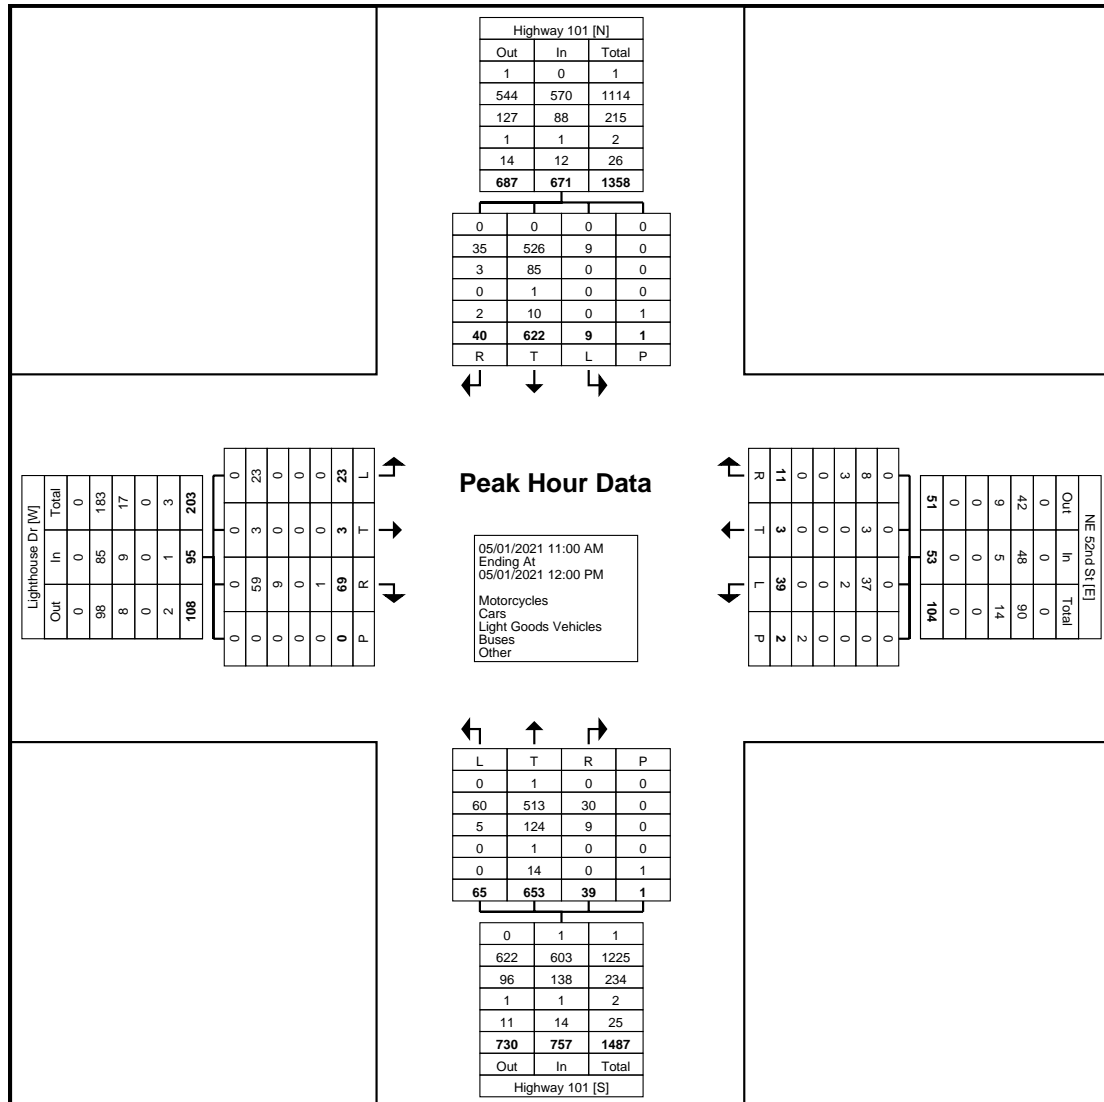 Highway 101 [N]
Out In Total
1 0 1
544 570 1114
127 88 215
1 1 2
14 12 26
687 671 1358
0 0 0 0
35 526 9 0
3 85 0 0
0 1 0 0
2 10 0 1
40 622 9 1
R T L P
Lighthouse Dr [W]
Out In Total
0 0 0
98 85 183
8 9 17
0 0 0
2 1 3
108 95 203
0 0 0 0
0 59 3 23
0 9 0 0
0 0 0 0
0 1 0 0
0 69 3 23
P R T L
Peak Hour Data
05/01/2021 11:00 AM
Ending At
05/01/2021 12:00 PM
Motorcycles
Cars
Light Goods Vehicles
Buses
Other
NE 52nd St [E]
Out In Total
0 0 0
42 48 90
9 5 14
0 0 0
0 0 0
51 53 104
0 0 0 0
8 3 37 0
3 0 2 0
0 0 0 0
0 0 0 2
11 3 39 2
R T L P
L T R P
0 1 0 0
60 513 30 0
5 124 9 0
0 1 0 0
0 14 0 1
65 653 39 1
0 1 1
622 603 1225
96 138 234
1 1 2
11 14 25
730 757 1487
Out In Total
Highway 101 [S]